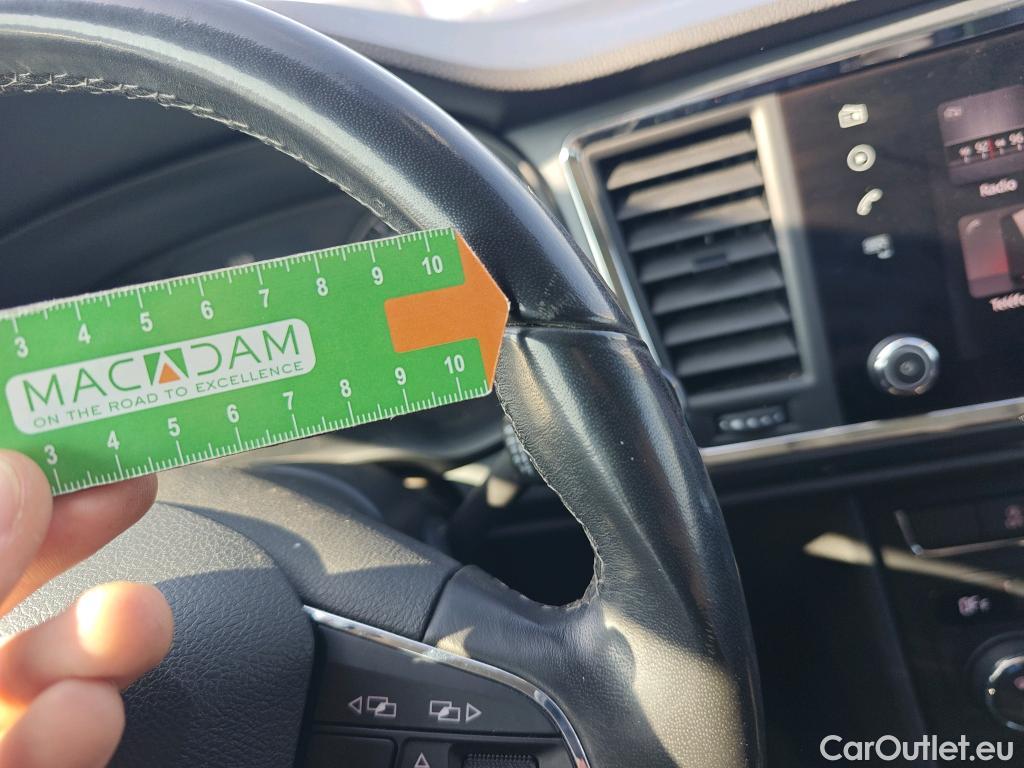 3 4 5 6 7 8 9 10
MACADAM
ON THE ROAD TO EXCELLENCE
3 4 5 6 7 8 9 10
Radio
OFF
CarOutlet.eu